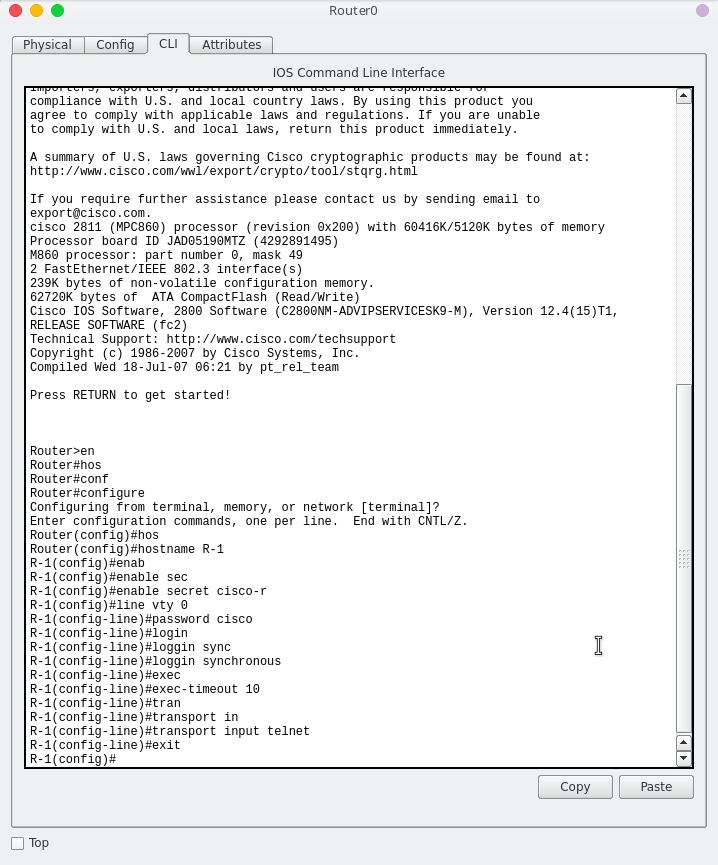 Router0
Physical
Config
CLI
Attributes
IOS Command Line Interface
importers, exporters, distributors and users are responsible for
compliance with U.S. and local country laws. By using this product you
agree to comply with applicable laws and regulations. If you are unable
to comply with U.S. and local laws, return this product immediately.
A summary of U.S. laws governing Cisco cryptographic products may be found at:
http://www.cisco.com/wwl/export/crypto/tool/stqrg.html
If you require further assistance please contact us by sending email to
export@cisco.com.
cisco 2811 (MPC860) processor (revision 0x200) with 60416K/5120K bytes of memory
Processor board ID JAD05190MTZ (4292891495)
M860 processor: part number 0, mask 49
2 FastEthernet/IEEE 802.3 interface(s)
239K bytes of non-volatile configuration memory.
62720K bytes of  ATA CompactFlash (Read/Write)
Cisco IOS Software, 2800 Software (C2800NM-ADVIPSERVICESK9-M), Version 12.4(15)T1,
RELEASE SOFTWARE (fc2)
Technical Support: http://www.cisco.com/techsupport
Copyright (c) 1986-2007 by Cisco Systems, Inc.
Compiled Wed 18-Jul-07 06:21 by pt_rel_team
Press RETURN to get started!
Router>en
Router#hos
Router#conf
Router#configure
Configuring from terminal, memory, or network [terminal]?
Enter configuration commands, one per line.  End with CNTL/Z.
Router(config)#hos
Router(config)#hostname R-1
R-1(config)#enab
R-1(config)#enable sec
R-1(config)#enable secret cisco-r
R-1(config)#line vty 0
R-1(config-line)#password cisco
R-1(config-line)#login
R-1(config-line)#loggin sync
R-1(config-line)#loggin synchronous
R-1(config-line)#exec
R-1(config-line)#exec-timeout 10
R-1(config-line)#tran
R-1(config-line)#transport in
R-1(config-line)#transport input telnet
R-1(config-line)#exit
R-1(config)#
Copy
Paste
Top